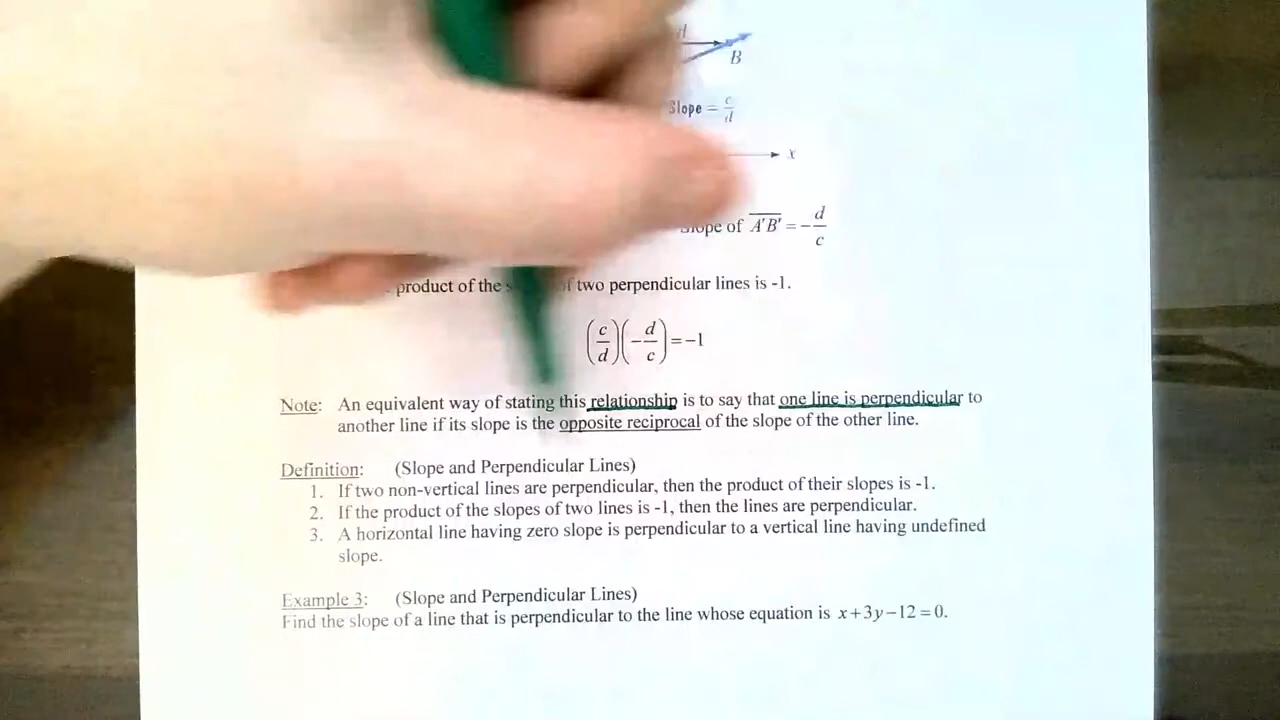 d
B
Slope = c/d
x
Slope of A'B' = -d/c
product of the of two perpendicular lines is -1.
(c/d)(-d/c) = -1
Note: An equivalent way of stating this relationship is to say that one line is perpendicular to
another line if its slope is the opposite reciprocal of the slope of the other line.
Definition: (Slope and Perpendicular Lines)
1. If two non-vertical lines are perpendicular, then the product of their slopes is -1.
2. If the product of the slopes of two lines is -1, then the lines are perpendicular.
3. A horizontal line having zero slope is perpendicular to a vertical line having undefined
slope.
Example 3: (Slope and Perpendicular Lines)
Find the slope of a line that is perpendicular to the line whose equation is x+3y−12=0.